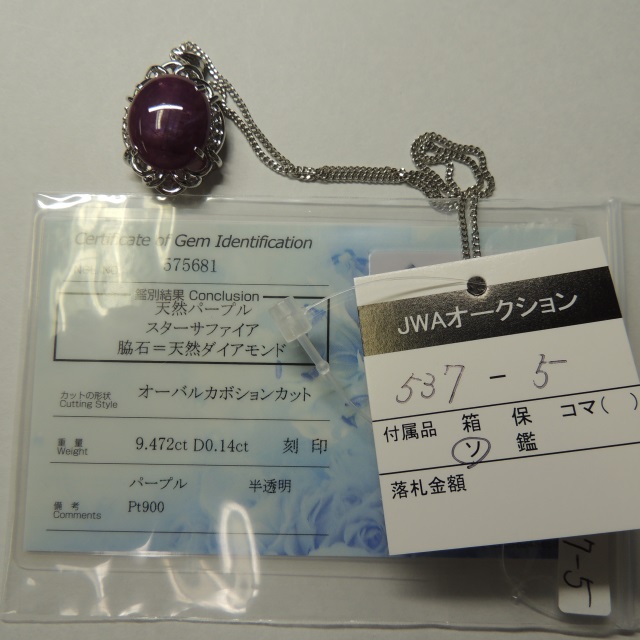 Certificate of Gem Identification
575681
鑑別結果 Conclusion
天然パープル
スターサファイア
脇石=天然ダイアモンド
カットの形状
Cutting Style
オーバルカボションカット
重量
Weight
9.472ct D0.14ct 刻印
パープル 半透明
備考
Comments
Pt900
JWAオークション
537-5
付属品 箱 保 コマ( )
ソ 鑑
落札金額
7-5